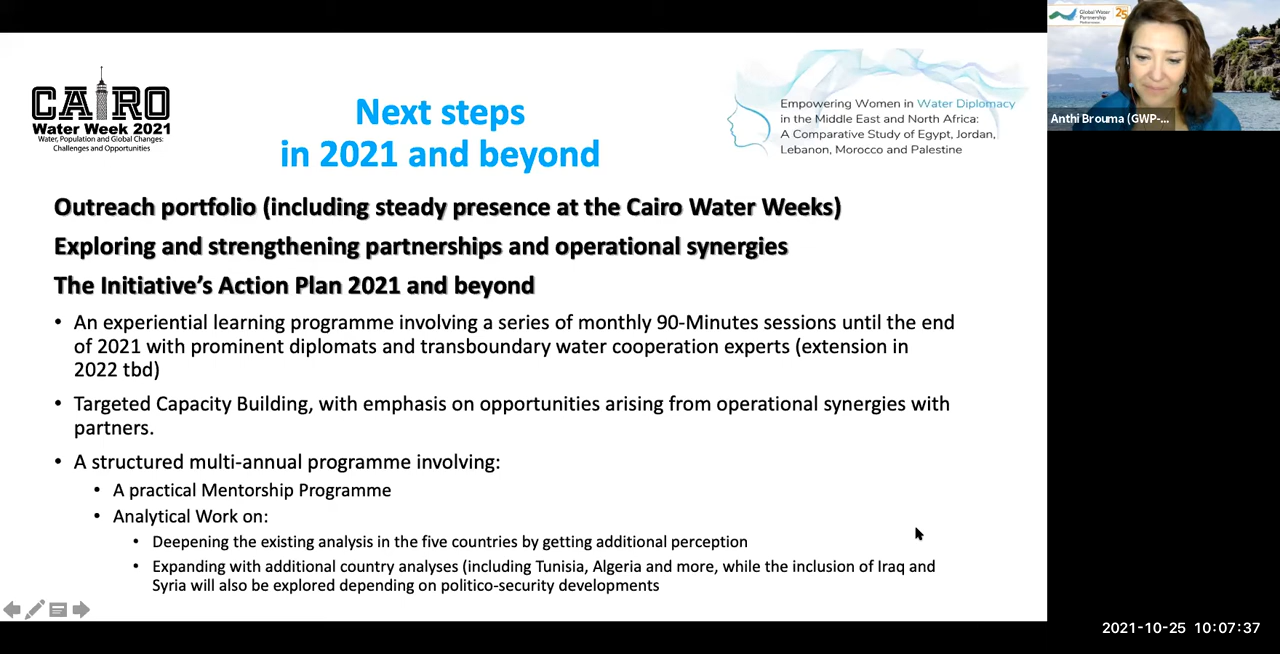 CAIRO
Water Week 2021
Water, Population and Global Changes:
Challenges and Opportunities
Next steps
in 2021 and beyond
Empowering Women in Water Diplomacy
in the Middle East and North Africa:
A Comparative Study of Egypt, Jordan,
Lebanon, Morocco and Palestine
Global Water
Partnership
Mediterranean
25
Anthi Brouma (GWP-...
Outreach portfolio (including steady presence at the Cairo Water Weeks)
Exploring and strengthening partnerships and operational synergies
The Initiative’s Action Plan 2021 and beyond
• An experiential learning programme involving a series of monthly 90-Minutes sessions until the end
of 2021 with prominent diplomats and transboundary water cooperation experts (extension in
2022 tbd)
• Targeted Capacity Building, with emphasis on opportunities arising from operational synergies with
partners.
• A structured multi-annual programme involving:
• A practical Mentorship Programme
• Analytical Work on:
• Deepening the existing analysis in the five countries by getting additional perception
• Expanding with additional country analyses (including Tunisia, Algeria and more, while the inclusion of Iraq and
Syria will also be explored depending on politico-security developments
2021-10-25 10:07:37